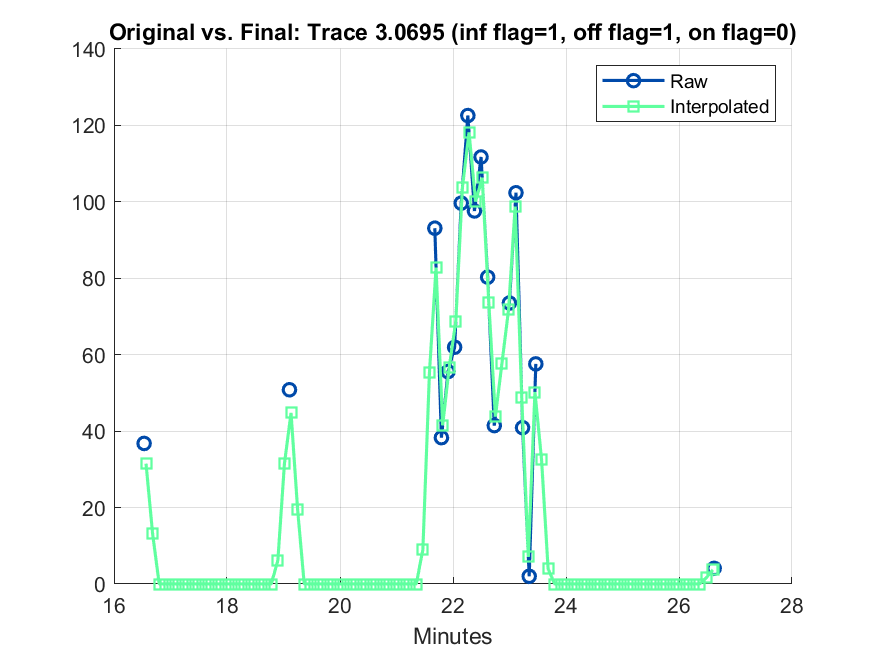 Original vs. Final: Trace 3.0695 (inf flag=1, off flag=1, on flag=0)
140
120
100
80
60
40
20
0
Raw
Interpolated
16 18 20 22 24 26 28
Minutes